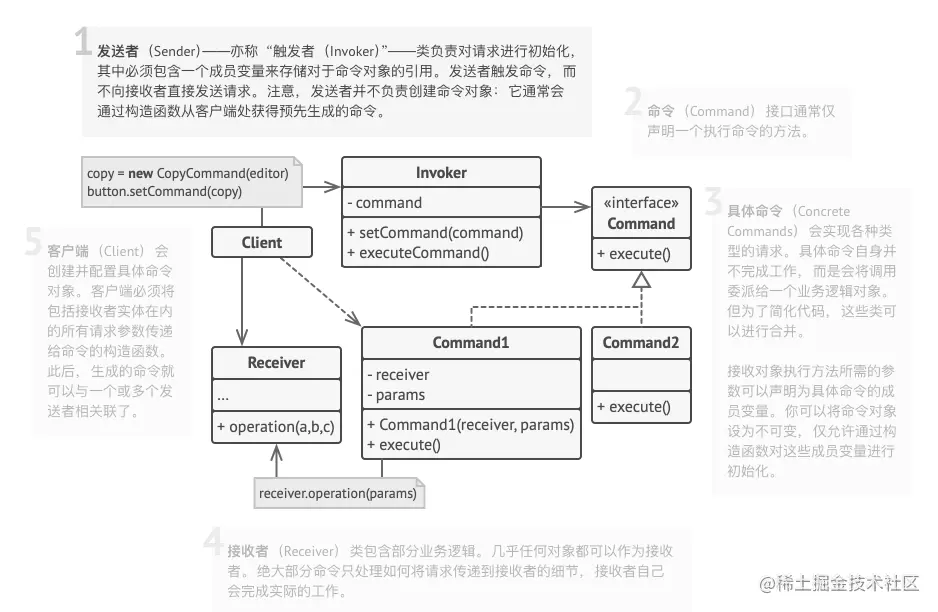 1
发送者（Sender）——亦称“触发者（Invoker）”——类负责对请求进行初始化，
其中必须包含一个成员变量来存储对于命令对象的引用。发送者触发命令，而
不向接收者直接发送请求。注意，发送者并不负责创建命令对象：它通常会
通过构造函数从客户端处获得预先生成的命令。
2
命令（Command）接口通常仅
声明一个执行命令的方法。
copy = new CopyCommand(editor)
button.setCommand(copy)
Invoker
- command
+ setCommand(command)
+ executeCommand()
«interface»
Command
+ execute()
3
具体命令（Concrete
Commands）会实现各种类
型的请求。具体命令自身并
不完成工作，而是会将调用
委派给一个业务逻辑对象。
但为了简化代码，这些类可
以进行合并。
接收对象执行方法所需的参
数可以声明为具体命令的成
员变量。你可以将命令对象
设为不可变，仅允许通过构
造函数对这些成员变量进行
初始化。
Client
5
客户端（Client）会
创建并配置具体命令
对象。客户端必须将
包括接收者实体在内
的所有请求参数传递
给命令的构造函数。
此后，生成的命令就
可以与一个或多个发
送者相关联了。
Receiver
...
+ operation(a,b,c)
Command1
- receiver
- params
+ Command1(receiver, params)
+ execute()
Command2
+ execute()
receiver.operation(params)
4
接收者（Receiver）类包含部分业务逻辑。几乎任何对象都可以作为接收
者。绝大部分命令只处理如何将请求传递到接收者的细节，接收者自己
会完成实际的工作。
@稀土掘金技术社区